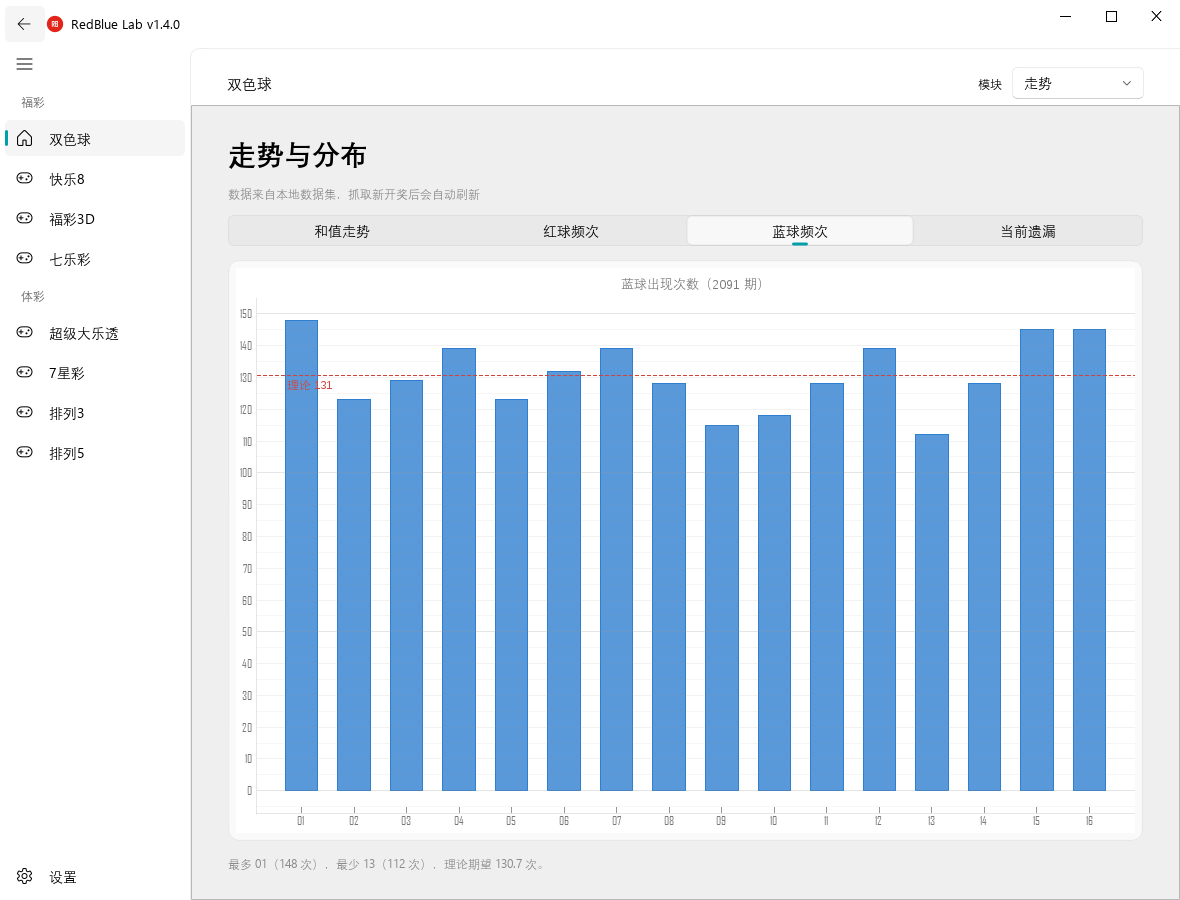 RB RedBlue Lab v1.4.0
双色球
模块
走势
福彩
双色球
快乐8
福彩3D
七乐彩
体彩
超级大乐透
7星彩
排列3
排列5
设置
走势与分布
数据来自本地数据集．抓取新开奖后会自动刷新
和值走势 红球频次 蓝球频次 当前遗漏
蓝球出现次数（2091 期）
150
140
130
120
110
100
90
80
70
60
50
40
30
20
10
0
理论 131
01 02 03 04 05 06 07 08 09 10 11 12 13 14 15 16
最多 01（148 次）．最少 13（112 次）．理论期望 130.7 次。